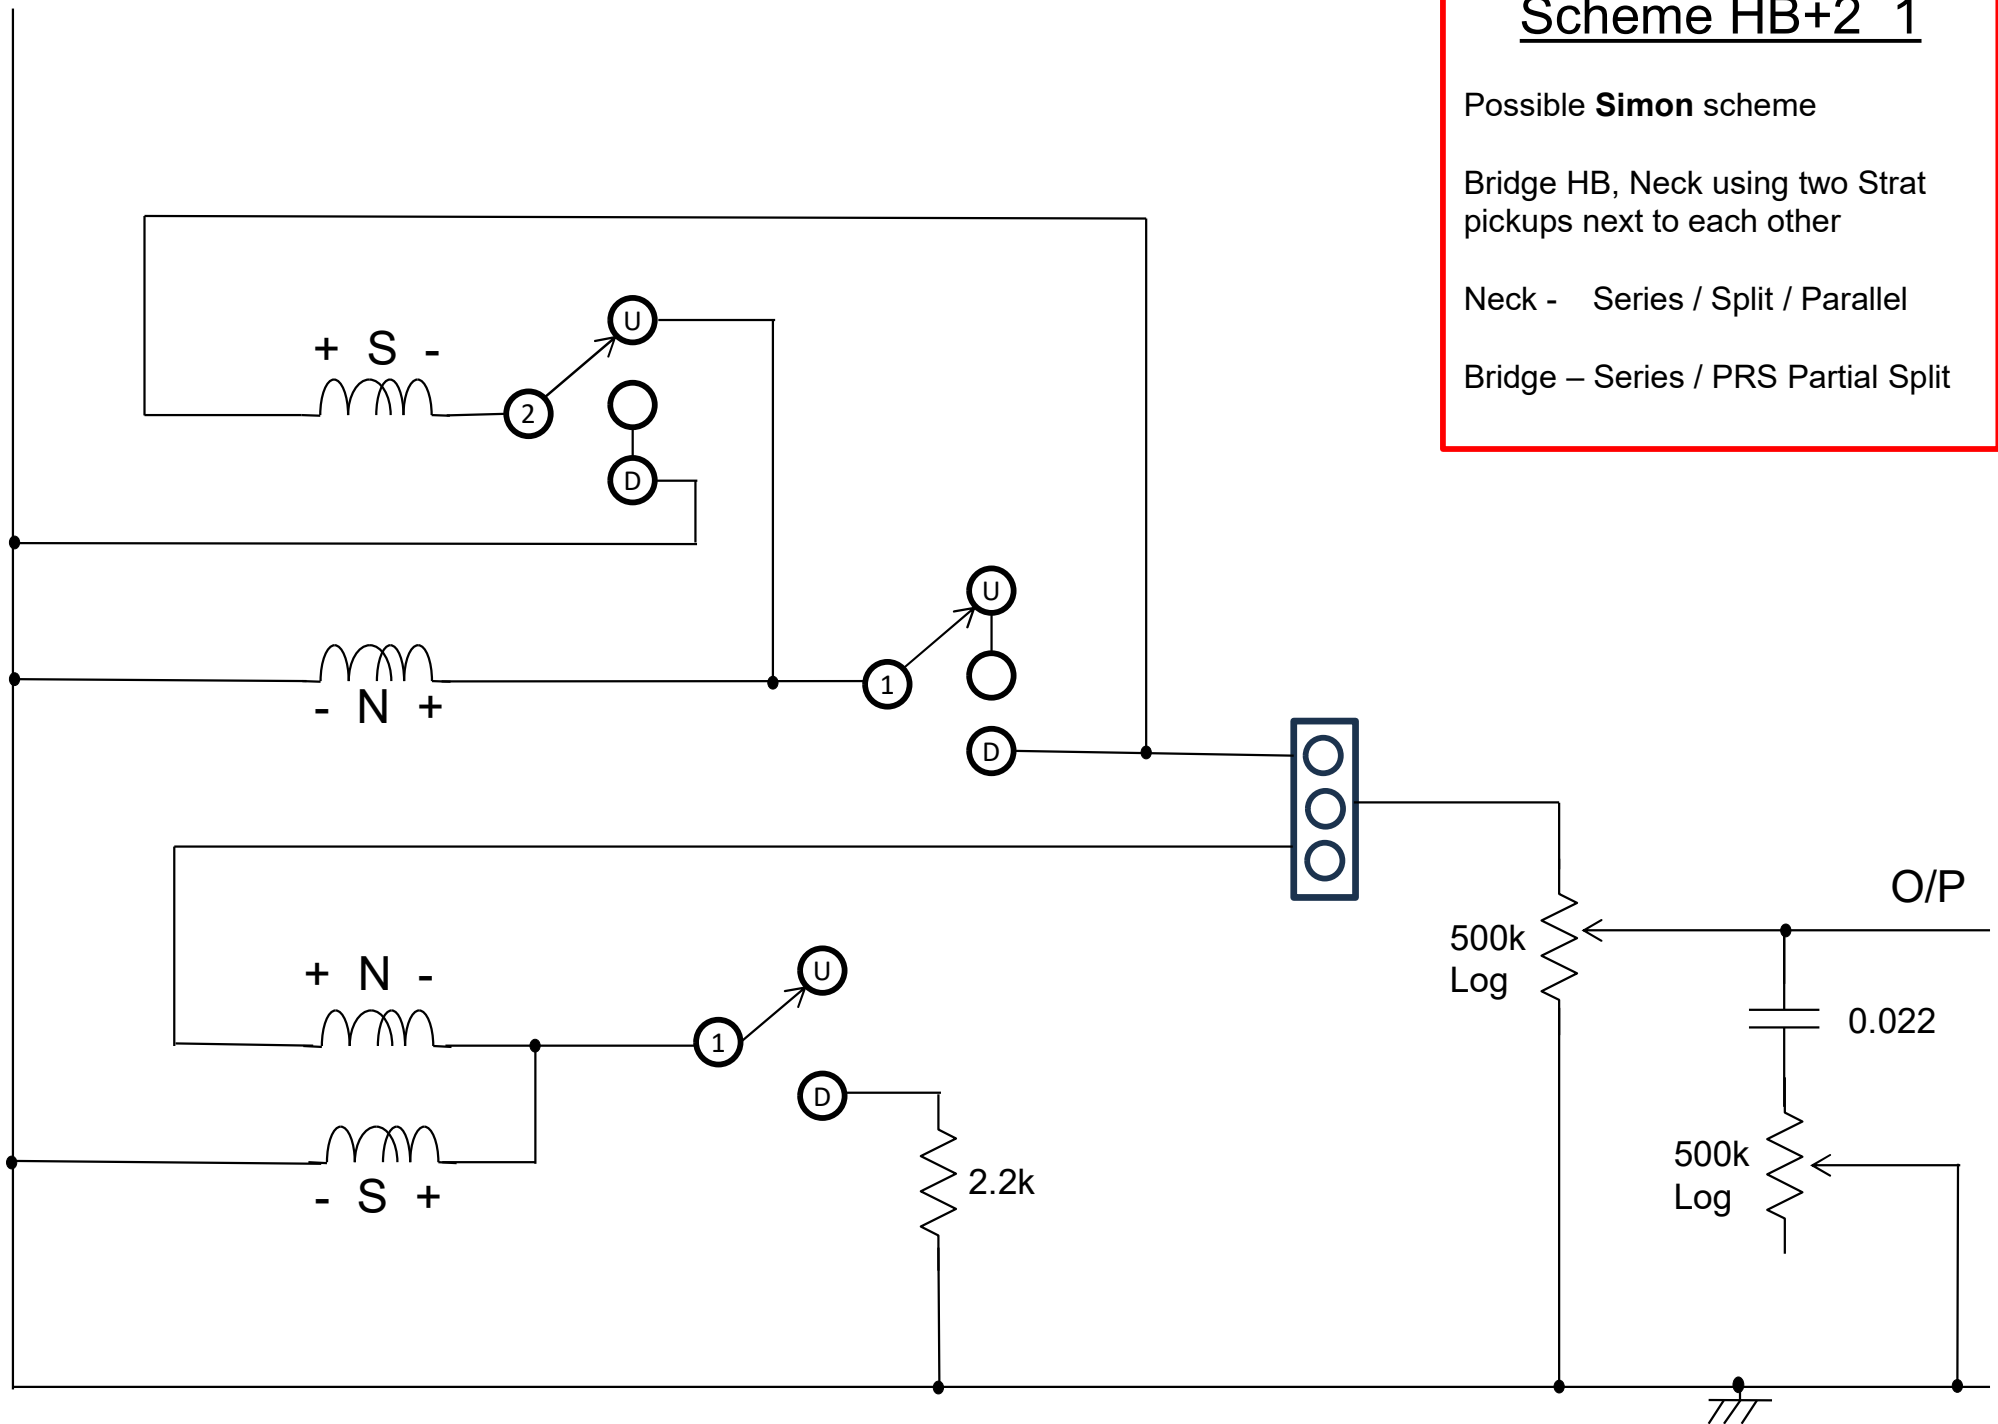 Scheme HB+2_1
Possible Simon scheme
Bridge HB, Neck using two Strat
pickups next to each other
Neck - Series / Split / Parallel
Bridge – Series / PRS Partial Split
U
+ S -
2
D
U
- N +
1
D
O/P
500k
Log
+ N -
U
1
0.022
D
500k
Log
- S +
2.2k